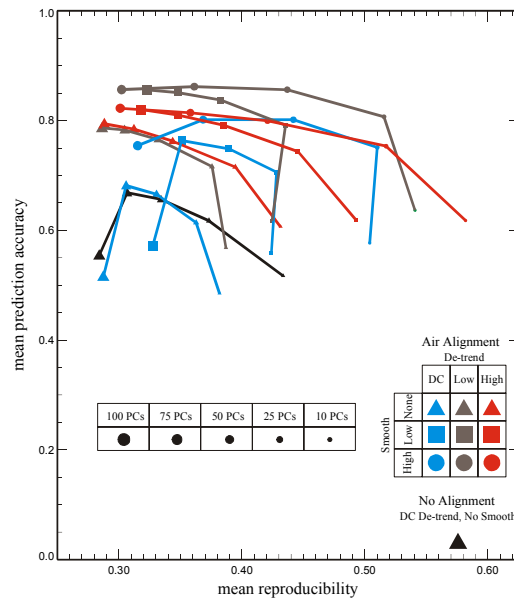 1.0
0.8
0.6
0.4
0.2
0.0
mean prediction accuracy
0.30
0.40
0.50
0.60
mean reproducibility
100 PCs
75 PCs
50 PCs
25 PCs
10 PCs
Air Alignment
De-trend
DC
Low
High
Smooth
None
Low
High
No Alignment
DC De-trend, No Smooth